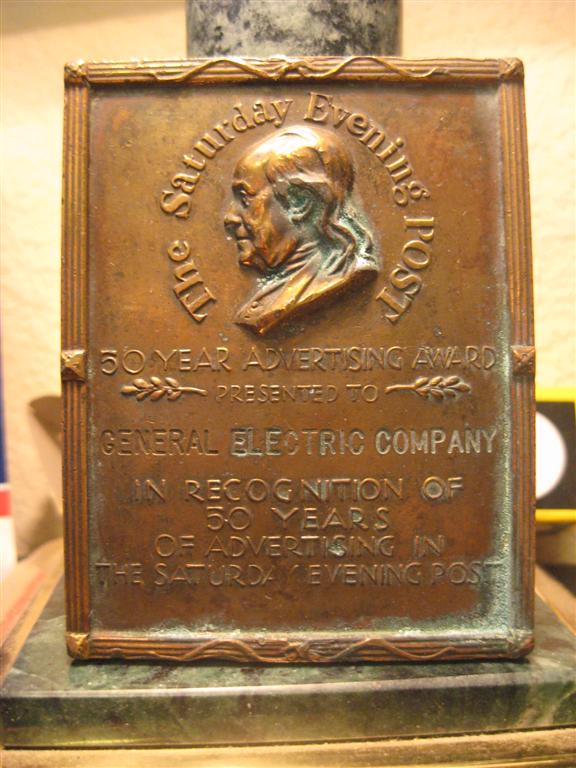 The Saturday Evening POST
50 YEAR ADVERTISING AWARD
PRESENTED TO
GENERAL ELECTRIC COMPANY
IN RECOGNITION OF
50 YEARS
OF ADVERTISING IN
THE SATURDAY EVENING POST